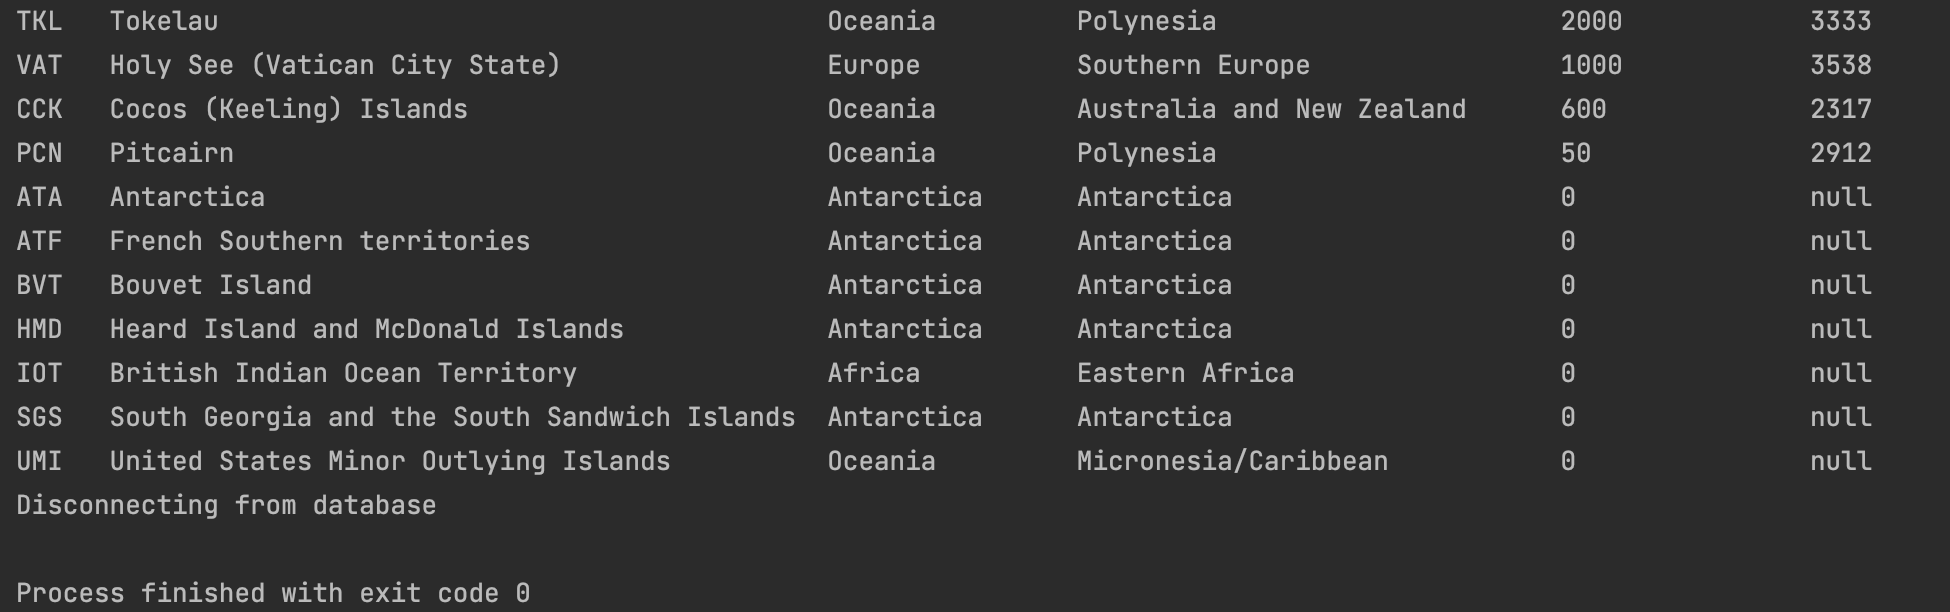 TKL   Tokelau                                       Oceania         Polynesia                      2000            3333
VAT   Holy See (Vatican City State)                 Europe          Southern Europe                1000            3538
CCK   Cocos (Keeling) Islands                       Oceania         Australia and New Zealand      600             2317
PCN   Pitcairn                                      Oceania         Polynesia                      50              2912
ATA   Antarctica                                    Antarctica      Antarctica                     0               null
ATF   French Southern territories                   Antarctica      Antarctica                     0               null
BVT   Bouvet Island                                 Antarctica      Antarctica                     0               null
HMD   Heard Island and McDonald Islands             Antarctica      Antarctica                     0               null
IOT   British Indian Ocean Territory                Africa          Eastern Africa                 0               null
SGS   South Georgia and the South Sandwich Islands  Antarctica      Antarctica                     0               null
UMI   United States Minor Outlying Islands          Oceania         Micronesia/Caribbean           0               null
Disconnecting from database
Process finished with exit code 0